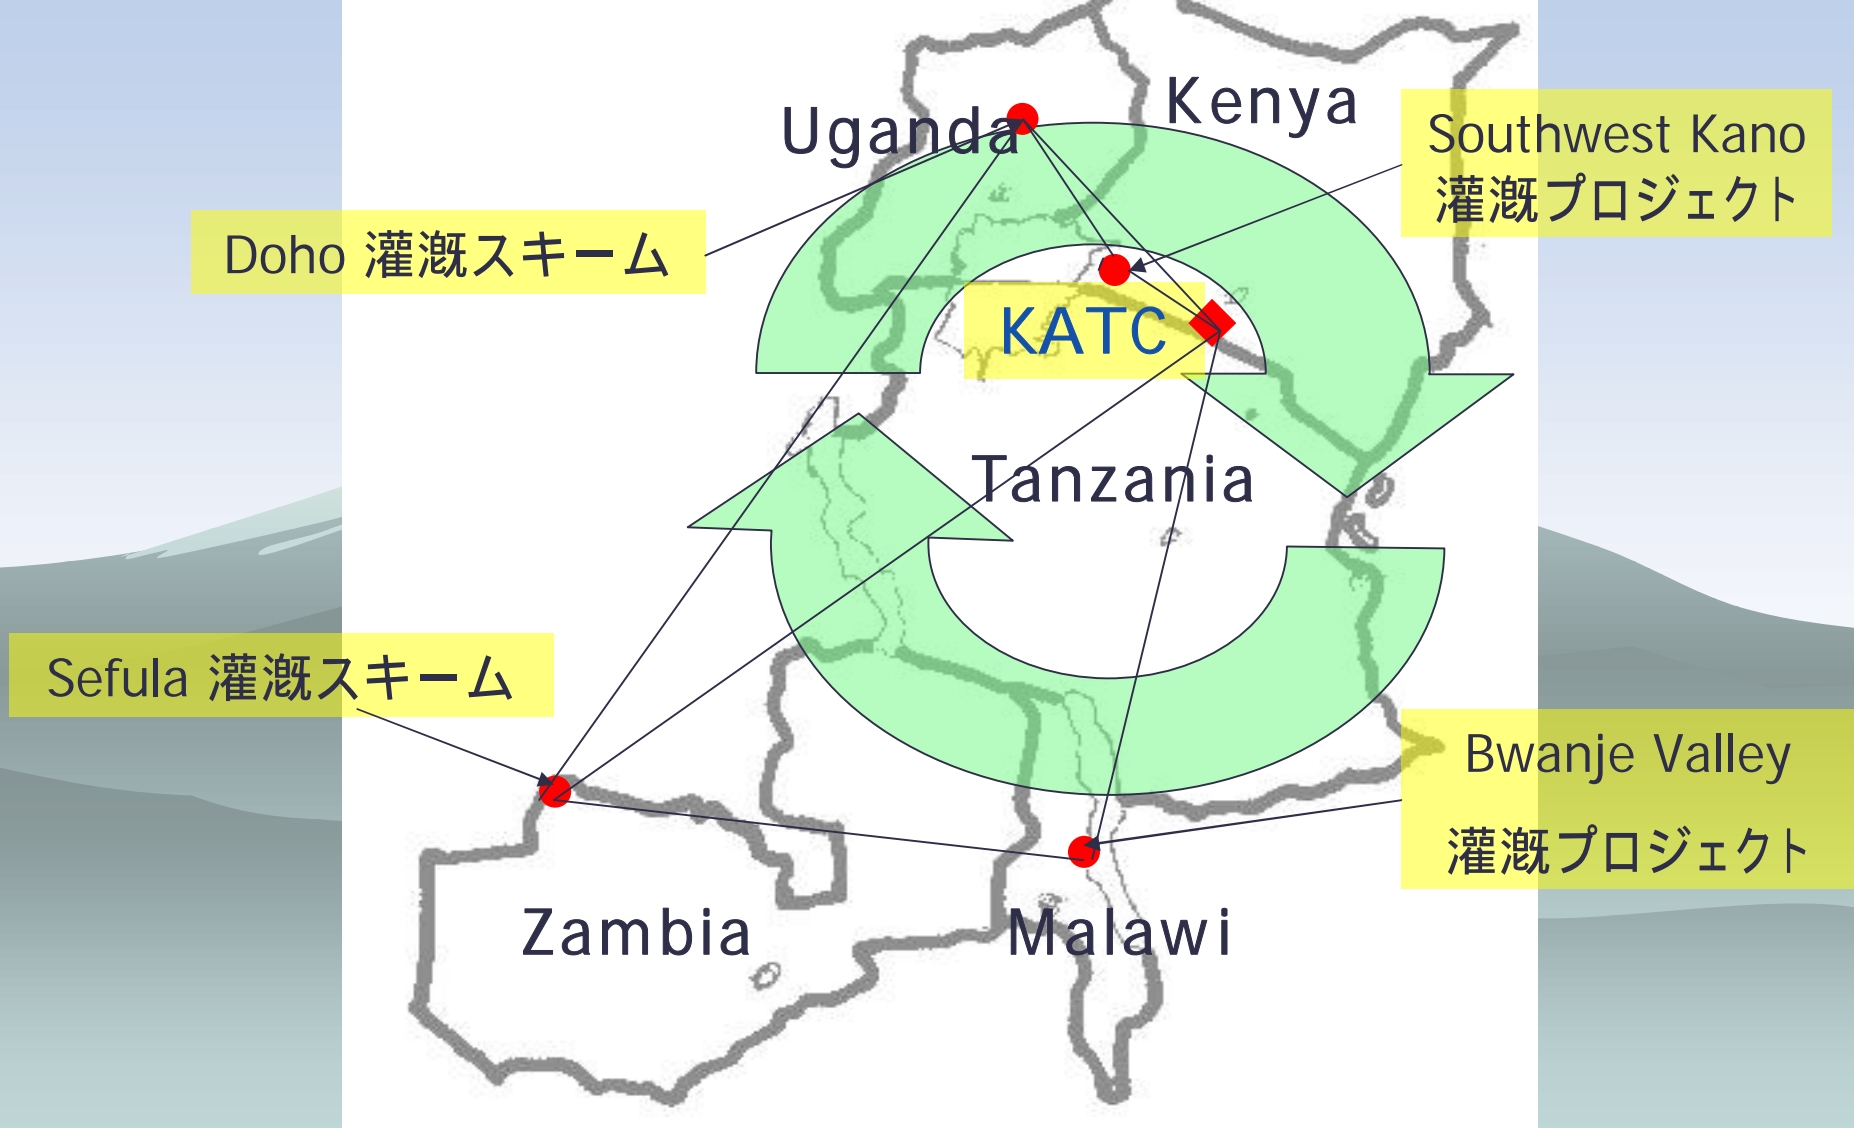 Uganda
Kenya
Southwest Kano
灌漑プロジェクト
Doho 灌漑スキーム
KATC
Tanzania
Sefula 灌漑スキーム
Bwanje Valley
灌漑プロジェクト
Zambia
Malawi